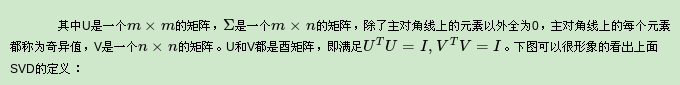 其中U是一个m × m的矩阵，Σ是一个m × n的矩阵，除了主对角线上的元素以外全为0，主对角线上的每个元素
都称为奇异值，V是一个n × n的矩阵。U和V都是酉矩阵，即满足U^T U = I, V^T V = I。下图可以很形象的看出上面
SVD的定义：